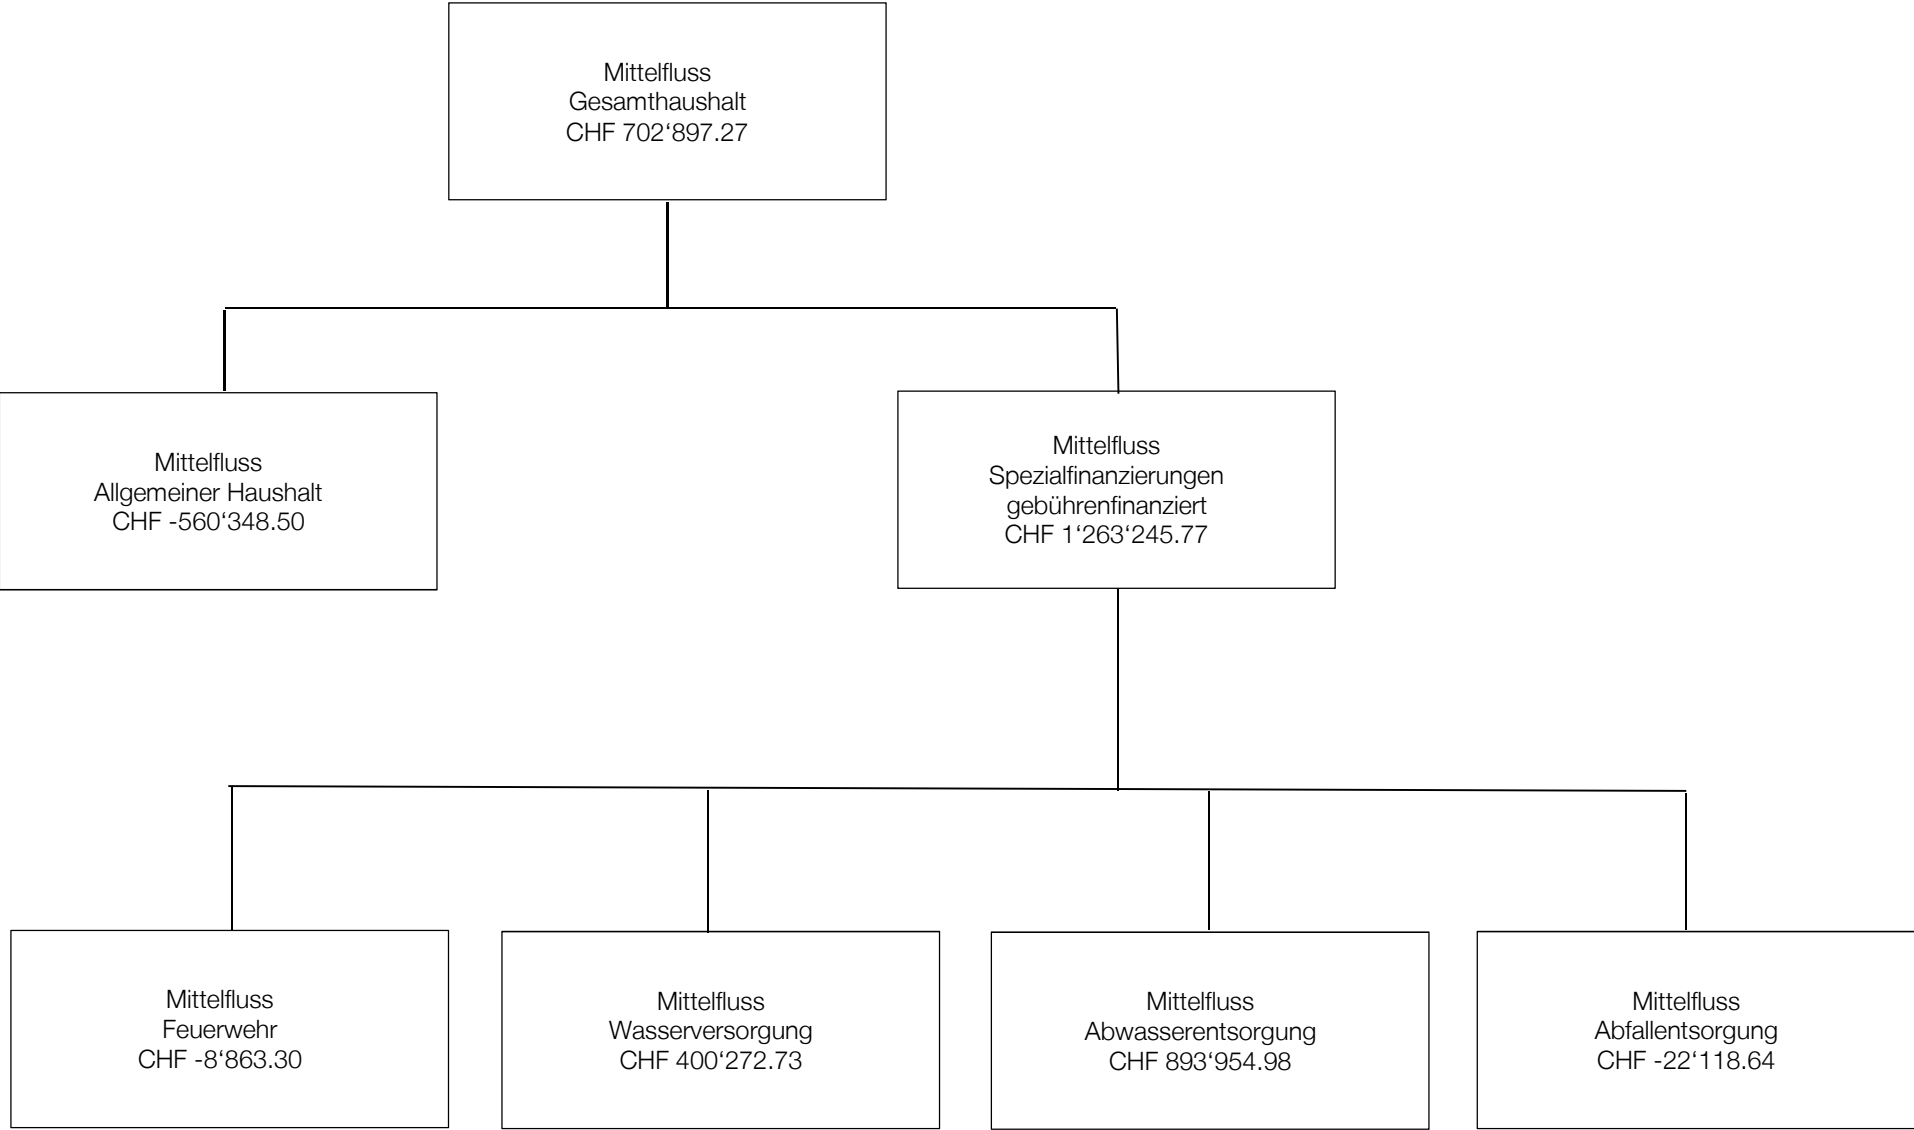 Mittelfluss
Gesamthaushalt
CHF 702‘897.27
Mittelfluss
Allgemeiner Haushalt
CHF -560‘348.50
Mittelfluss
Spezialfinanzierungen
gebührenfinanziert
CHF 1‘263‘245.77
Mittelfluss
Feuerwehr
CHF -8‘863.30
Mittelfluss
Wasserversorgung
CHF 400‘272.73
Mittelfluss
Abwasserentsorgung
CHF 893‘954.98
Mittelfluss
Abfallentsorgung
CHF -22‘118.64